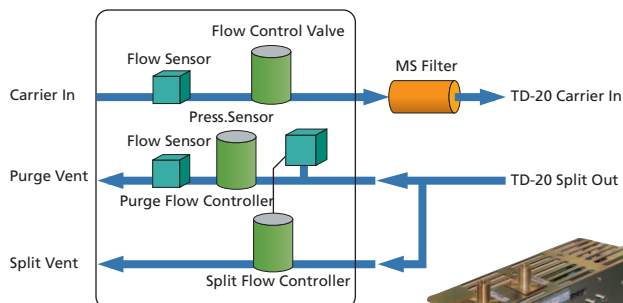 Flow Control Valve
Flow Sensor
MS Filter
Carrier In
TD-20 Carrier In
Press.Sensor
Flow Sensor
Purge Vent
TD-20 Split Out
Purge Flow Controller
Split Vent
Split Flow Controller